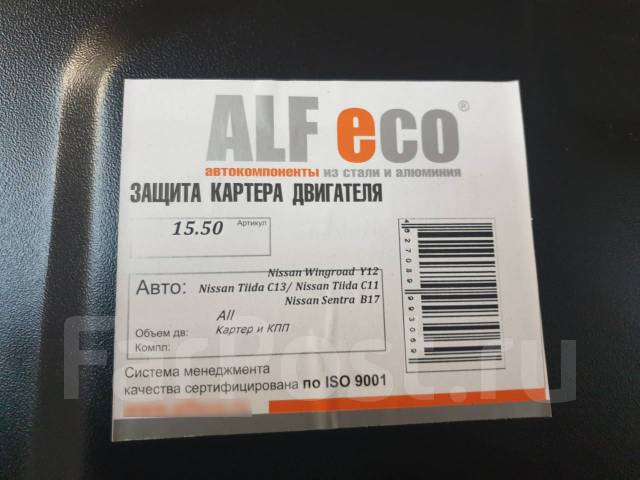 ALF eco®
автокомпоненты из стали и алюминия
ЗАЩИТА КАРТЕРА ДВИГАТЕЛЯ
15.50 Артикул
Nissan Wingroad Y12
Авто: Nissan Tiida C13/ Nissan Tiida C11
Nissan Sentra B17
All
Объем дв: Картер и КПП
Компл:
4627089993069
Система менеджмента
качества сертифицирована по ISO 9001
FarPost.ru